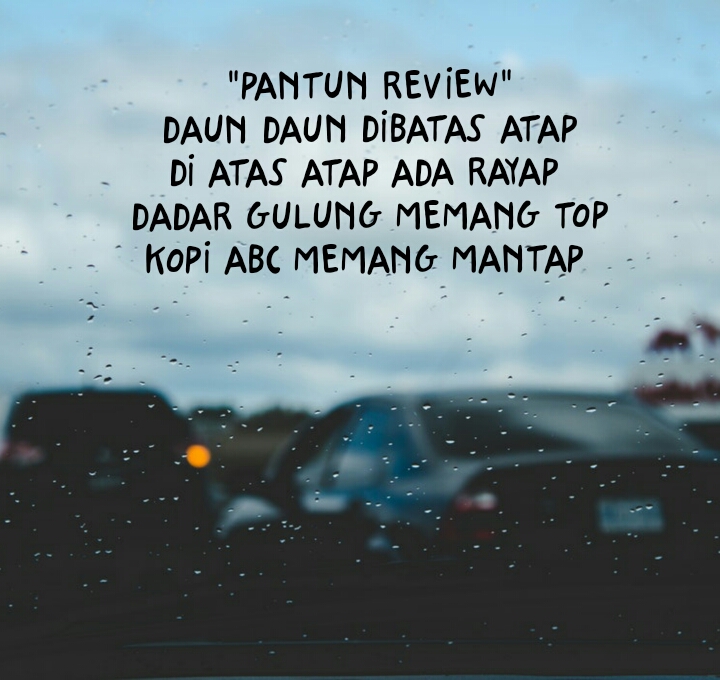 "PANTUN REVIEW"
DAUN DAUN DIBATAS ATAP
DI ATAS ATAP ADA RAYAP
DADAR GULUNG MEMANG TOP
KOPI ABC MEMANG MANTAP